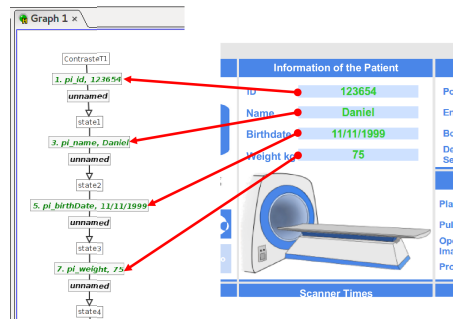 Graph 1 ×
ContrasteT1
1. pi_id, 123654
unnamed
state1
3. pi_name, Daniel
unnamed
state2
5. pi_birthDate, 11/11/1999
unnamed
state3
7. pi_weight, 75
unnamed
state4
Information of the Patient
ID 123654
Name Daniel
Birthdate 11/11/1999
Weight kg 75
Scanner Times